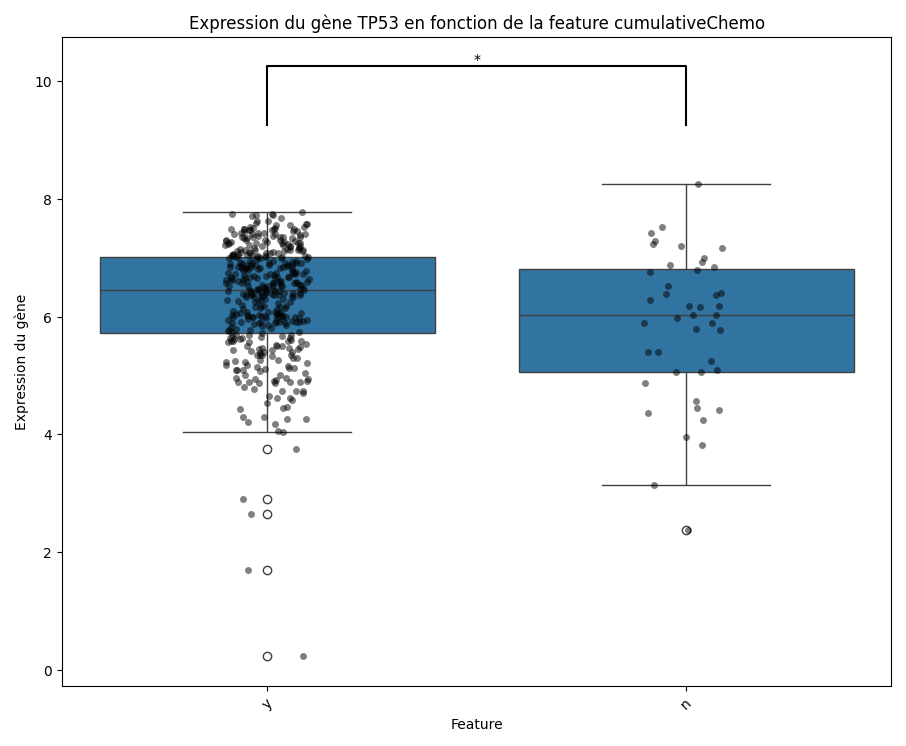 Expression du gène TP53 en fonction de la feature cumulativeChemo
*
10
8
6
4
2
0
Expression du gène
y
n
Feature